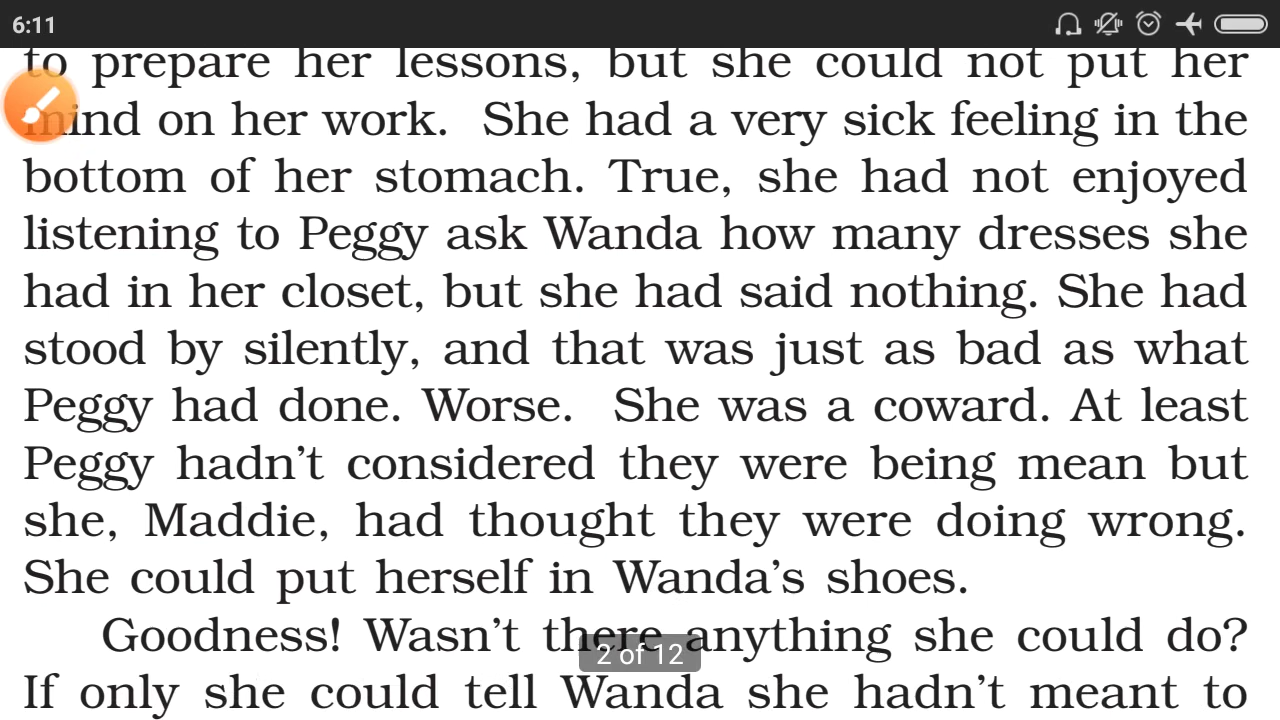 6:11
to prepare her lessons, but she could not put her
mind on her work. She had a very sick feeling in the
bottom of her stomach. True, she had not enjoyed
listening to Peggy ask Wanda how many dresses she
had in her closet, but she had said nothing. She had
stood by silently, and that was just as bad as what
Peggy had done. Worse. She was a coward. At least
Peggy hadn’t considered they were being mean but
she, Maddie, had thought they were doing wrong.
She could put herself in Wanda’s shoes.
Goodness! Wasn’t there anything she could do?
2 of 12
If only she could tell Wanda she hadn’t meant to